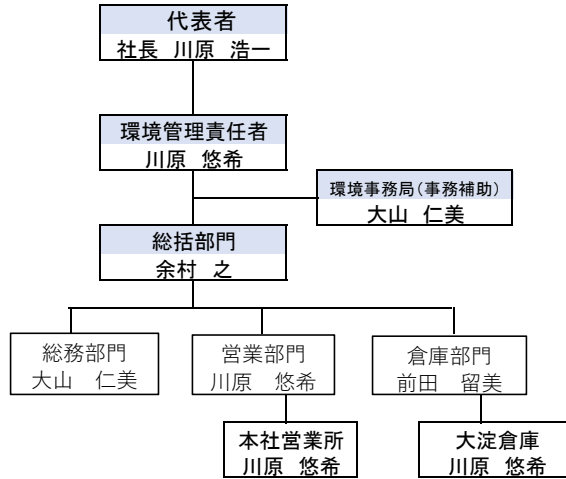 代表者
社長 川原 浩一
環境管理責任者
川原 悠希
環境事務局(事務補助)
大山 仁美
総括部門
余村 之
総務部門
大山 仁美
営業部門
川原 悠希
倉庫部門
前田 留美
本社営業所
川原 悠希
大淀倉庫
川原 悠希